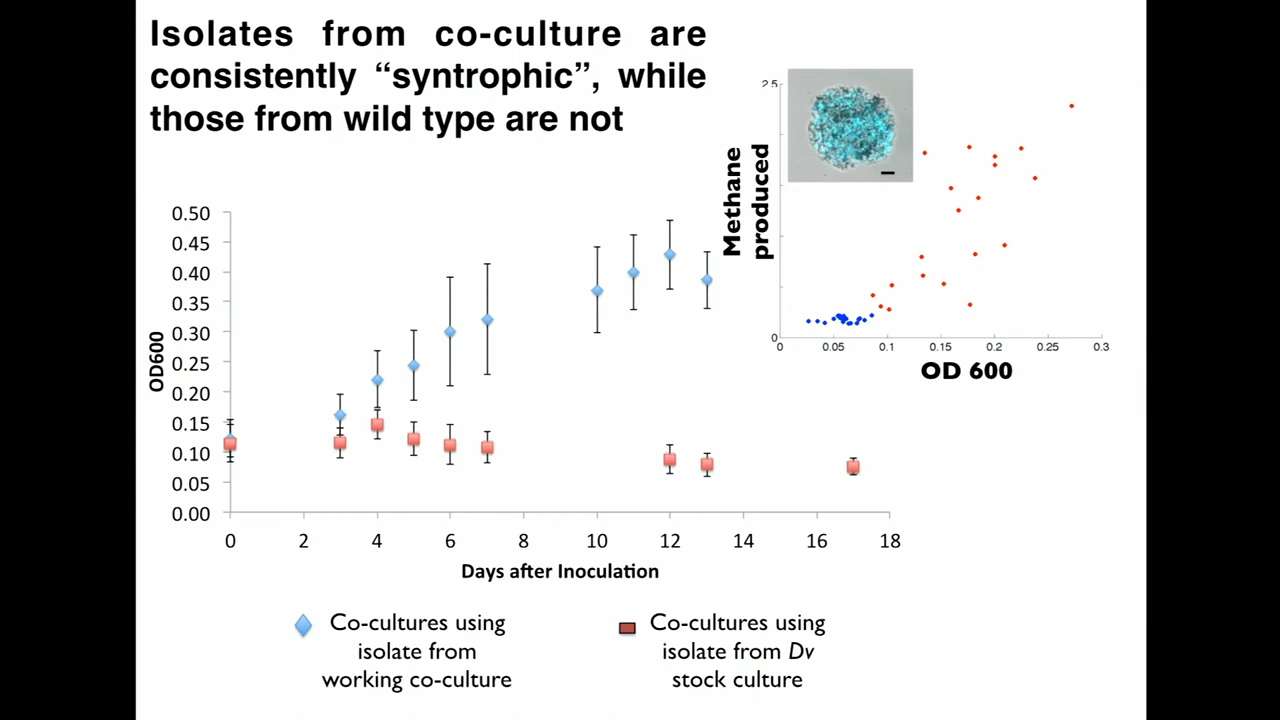 Isolates from co-culture are
consistently “syntrophic”, while
those from wild type are not
2.5
Methane
produced
0
0 0.05 0.1 0.15 0.2 0.25 0.3
OD 600
0.50
0.45
0.40
0.35
0.30
0.25
0.20
0.15
0.10
0.05
0.00
OD600
0 2 4 6 8 10 12 14 16 18
Days after Inoculation
Co-cultures using
isolate from
working co-culture
Co-cultures using
isolate from Dv
stock culture